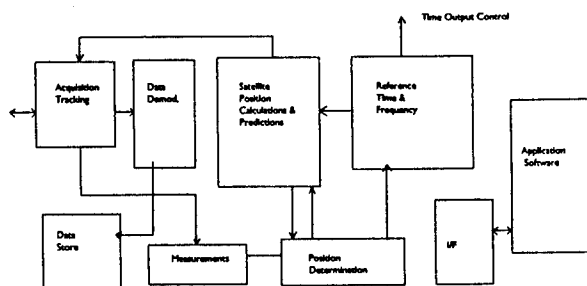 Time Output Control
Acquisition
Tracking
Data
Demod.
Satellite
Position
Calculations &
Predictions
Reference
Time &
Frequency
Application
Software
Data
Store
Measurements
Position
Determination
I/F